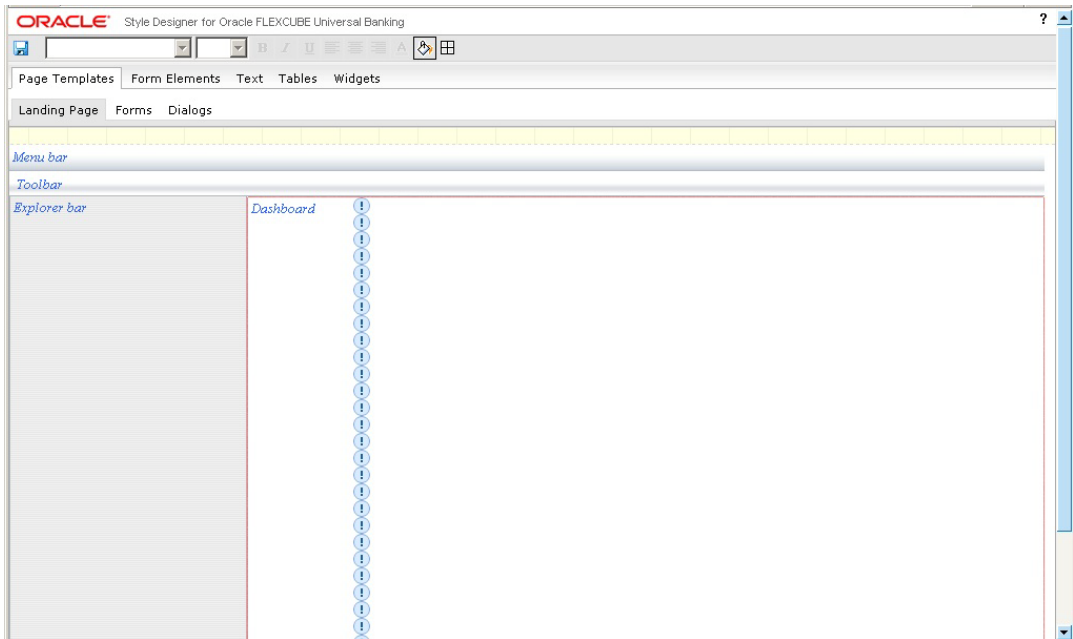 ORACLE® Style Designer for Oracle FLEXCUBE Universal Banking ?
B I U A
Page Templates Form Elements Text Tables Widgets
Landing Page Forms Dialogs
Menu bar
Toolbar
Explorer bar Dashboard